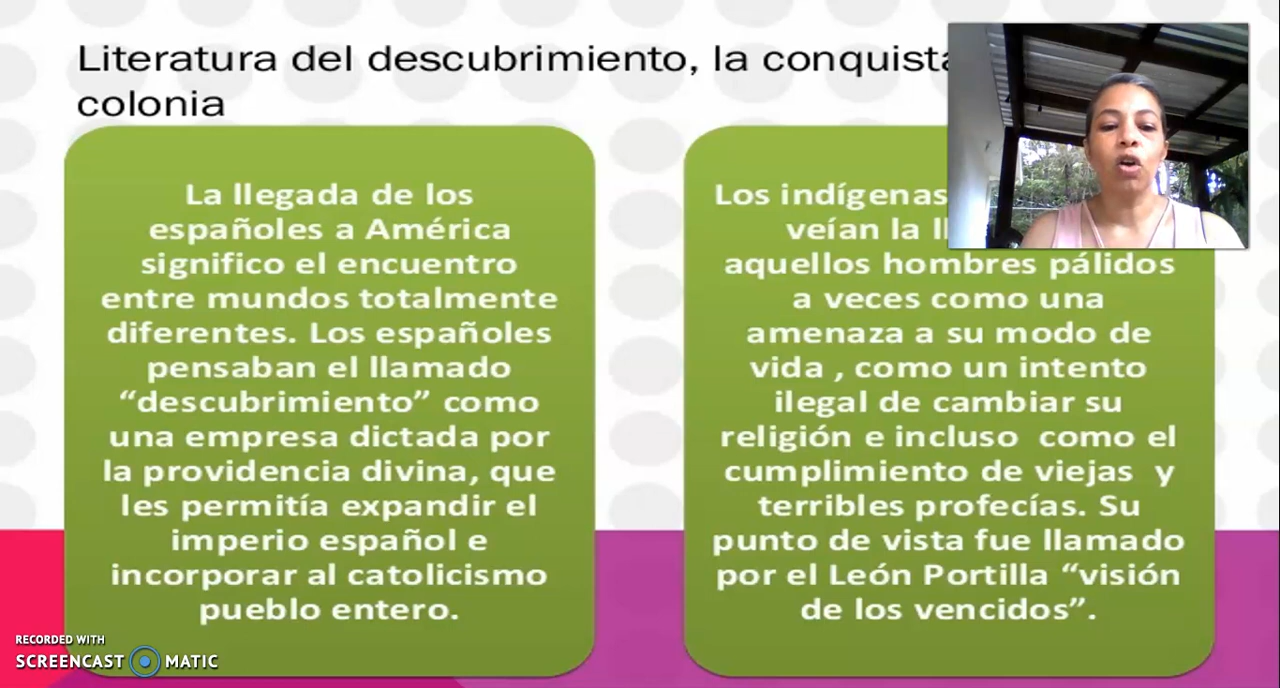 Literatura del descubrimiento, la conquista
colonia
La llegada de los
españoles a América
significo el encuentro
entre mundos totalmente
diferentes. Los españoles
pensaban el llamado
“descubrimiento” como
una empresa dictada por
la providencia divina, que
les permitía expandir el
imperio español e
incorporar al catolicismo
pueblo entero.
Los indígenas
veían la
aquellos hombres pálidos
a veces como una
amenaza a su modo de
vida , como un intento
ilegal de cambiar su
religión e incluso como el
cumplimiento de viejas y
terribles profecías. Su
punto de vista fue llamado
por el León Portilla “visión
de los vencidos”.
RECORDED WITH
SCREENCAST MATIC